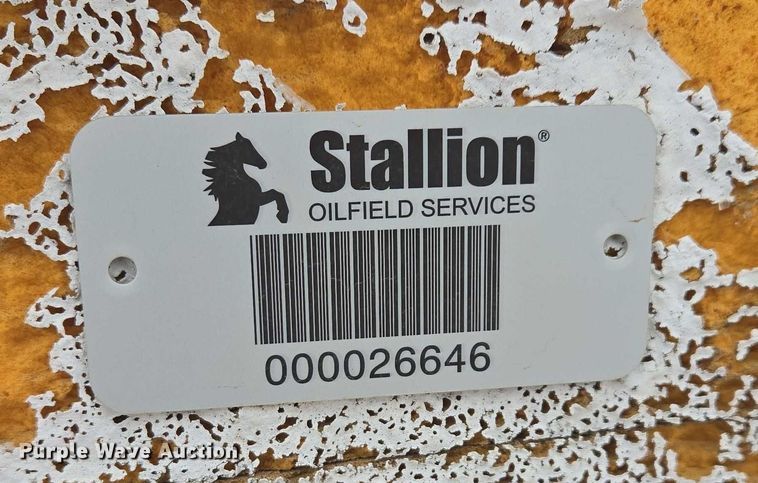 Stallion®
OILFIELD SERVICES
000026646
Purple Wave Auction